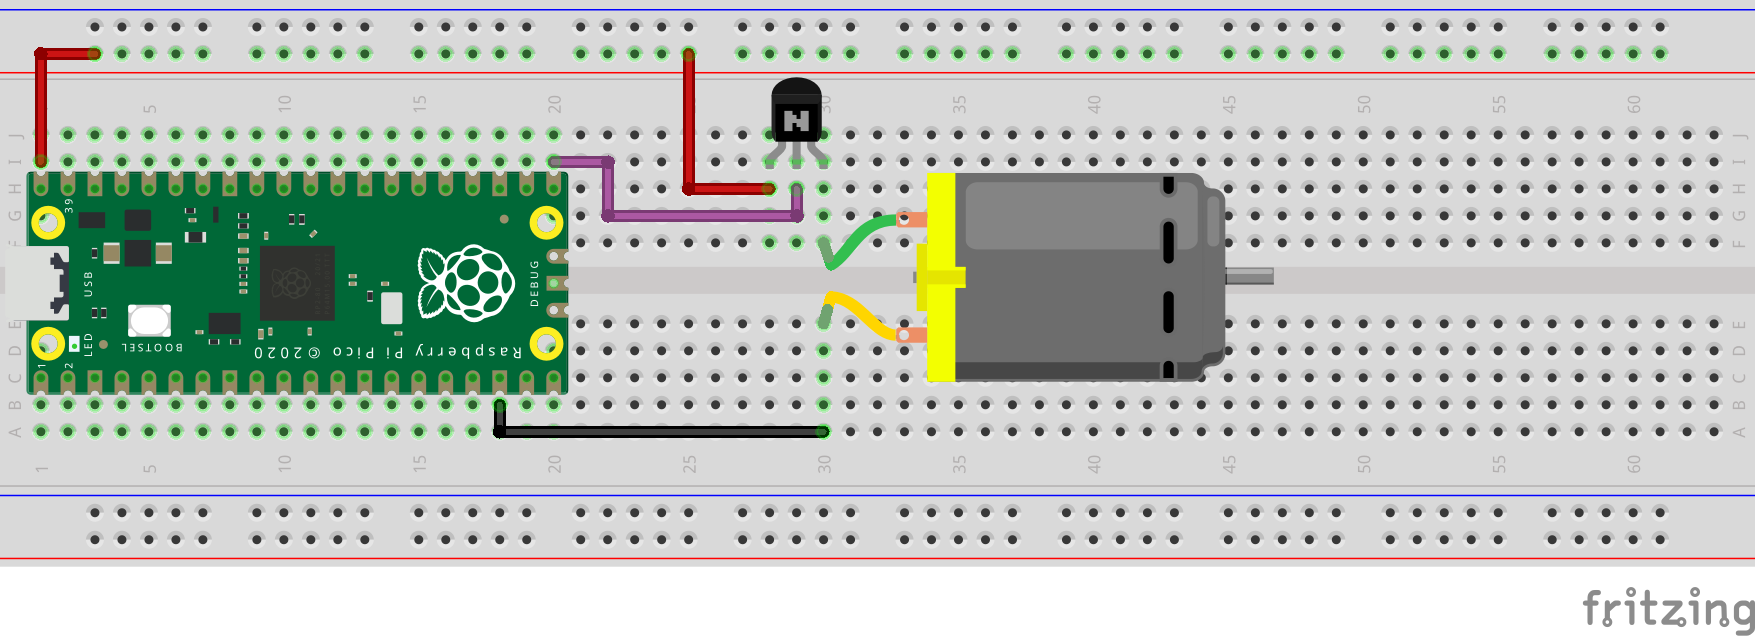 5 10 15 20 25 30 35 40 45 50 55 60
J J
I I
H H
G G
F F
N
39
USB
DEBUG
BOOTSEL
LED
Raspberry Pi Pico © 2020
1
2
E E
D D
C C
B B
A A
1 5 10 15 20 25 30 35 40 45 50 55 60
fritzing